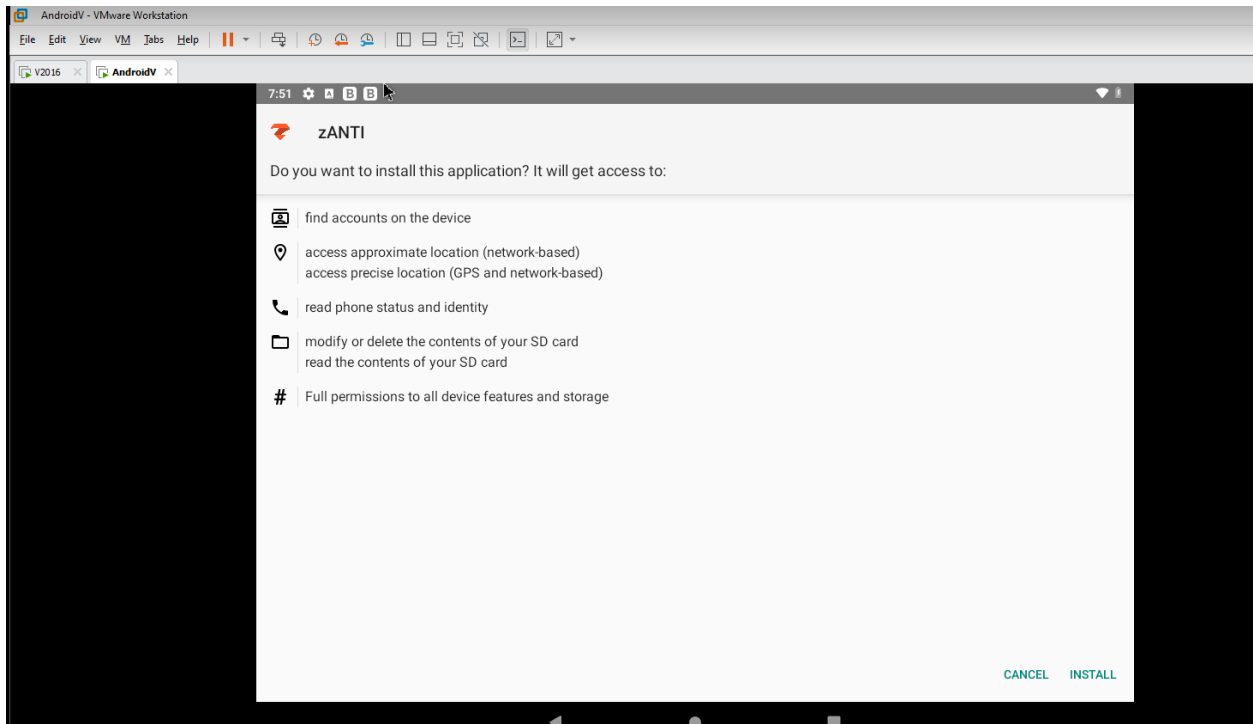 AndroidV - VMware Workstation
File Edit View VM Tabs Help
V2016 AndroidV
7:51 A B B
zANTI
Do you want to install this application? It will get access to:
find accounts on the device
access approximate location (network-based)
access precise location (GPS and network-based)
read phone status and identity
modify or delete the contents of your SD card
read the contents of your SD card
# Full permissions to all device features and storage
CANCEL INSTALL